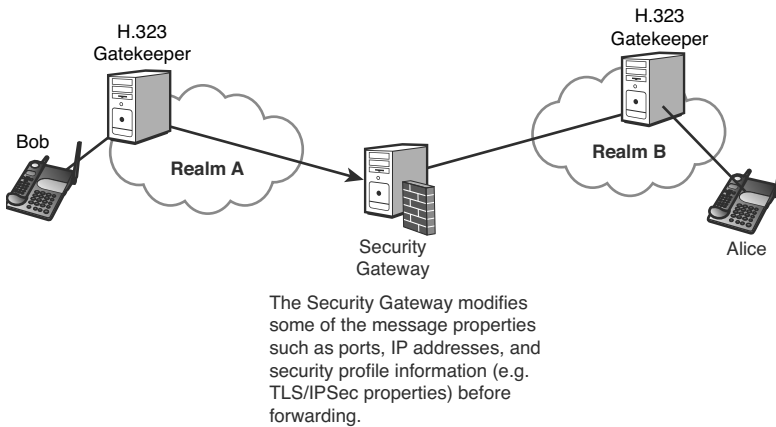 H.323
Gatekeeper
H.323
Gatekeeper
Bob
Realm A
Realm B
Security
Gateway
Alice
The Security Gateway modifies
some of the message properties
such as ports, IP addresses, and
security profile information (e.g.
TLS/IPSec properties) before
forwarding.